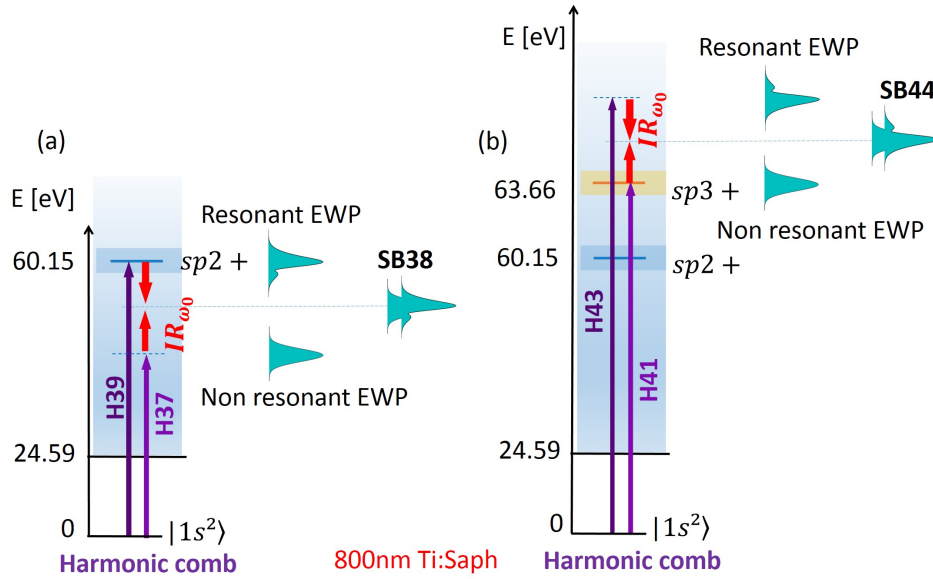 (a)
E [eV]
60.15
24.59
0
sp2 +
Resonant EWP
Non resonant EWP
SB38
IRω0
H39
H37
|1s²⟩
Harmonic comb
800nm Ti:Saph
(b)
E [eV]
63.66
60.15
24.59
0
sp3 +
sp2 +
Resonant EWP
Non resonant EWP
SB44
IRω0
H43
H41
|1s²⟩
Harmonic comb